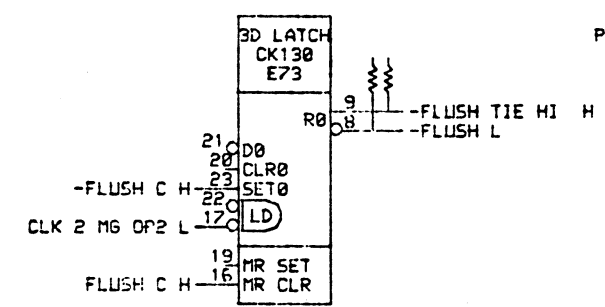 3D LATCH
CK130
E73
P
R0
9 -FLUSH TIE HI H
8 -FLUSH L
21 D0
20 CLR0
-FLUSH C H 23 SET0
22
LD
CLK 2 MG OP2 L 17
19 MR SET
FLUSH C H 16 MR CLR